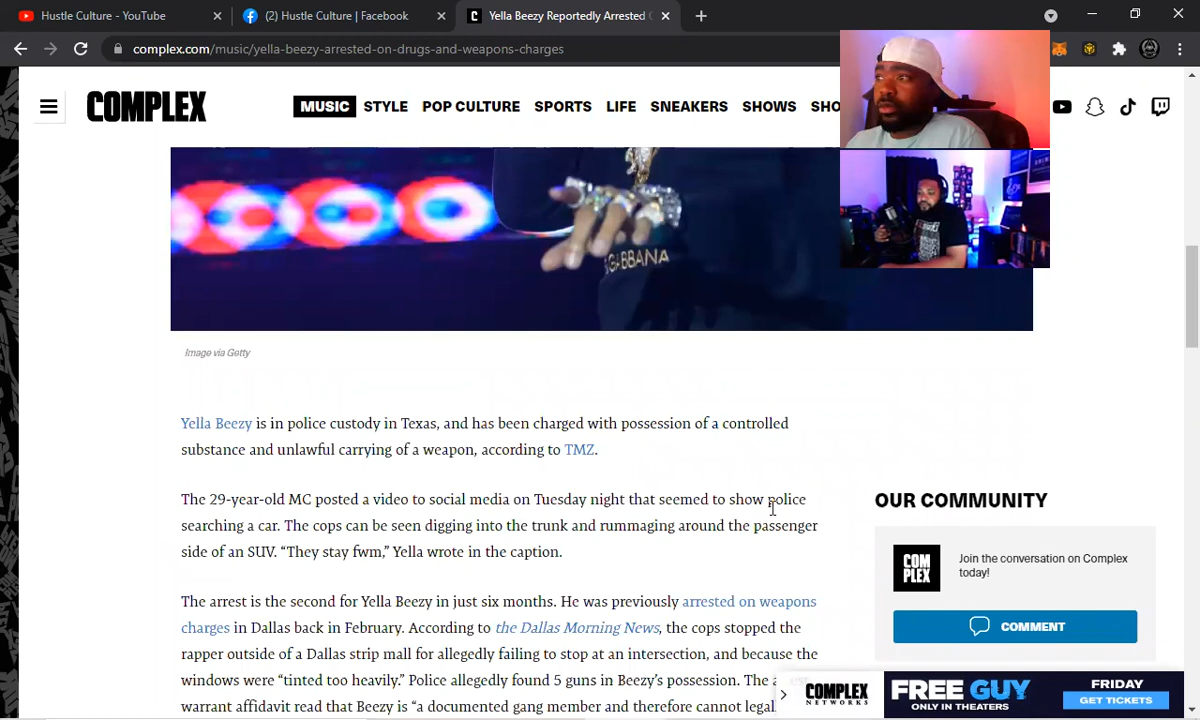 Hustle Culture - YouTube
(2) Hustle Culture | Facebook
Yella Beezy Reportedly Arrested
complex.com/music/yella-beezy-arrested-on-drugs-and-weapons-charges
COMPLEX
MUSIC STYLE POP CULTURE SPORTS LIFE SNEAKERS SHOWS SHO
GABBANA
Image via Getty
Yella Beezy is in police custody in Texas, and has been charged with possession of a controlled
substance and unlawful carrying of a weapon, according to TMZ.
The 29-year-old MC posted a video to social media on Tuesday night that seemed to show police
searching a car. The cops can be seen digging into the trunk and rummaging around the passenger
side of an SUV. “They stay fwm,” Yella wrote in the caption.
The arrest is the second for Yella Beezy in just six months. He was previously arrested on weapons
charges in Dallas back in February. According to the Dallas Morning News, the cops stopped the
rapper outside of a Dallas strip mall for allegedly failing to stop at an intersection, and because the
windows were “tinted too heavily.” Police allegedly found 5 guns in Beezy’s possession. The
warrant affidavit read that Beezy is “a documented gang member and therefore cannot legal
OUR COMMUNITY
COM
PLEX
Join the conversation on Complex
today!
COMMENT
COMPLEX
NETWORKS
FREE GUY
ONLY IN THEATERS
FRIDAY
GET TICKETS